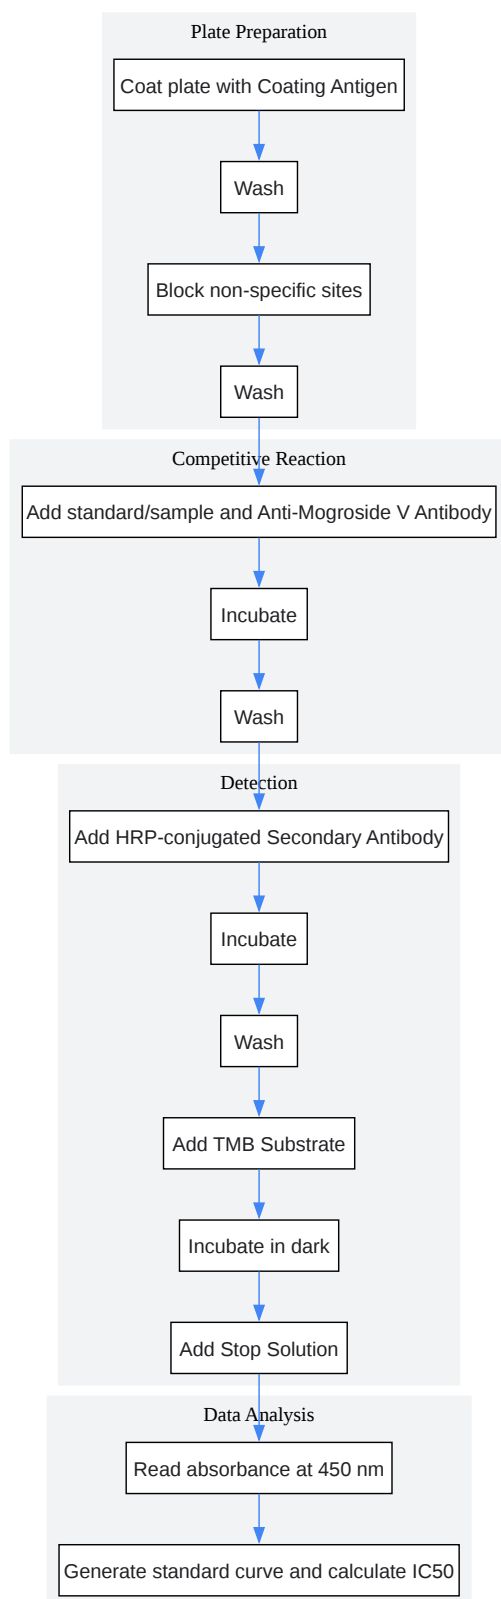 Plate Preparation
Coat plate with Coating Antigen
Wash
Block non-specific sites
Wash
Competitive Reaction
Add standard/sample and Anti-Mogroside V Antibody
Incubate
Wash
Detection
Add HRP-conjugated Secondary Antibody
Incubate
Wash
Add TMB Substrate
Incubate in dark
Add Stop Solution
Data Analysis
Read absorbance at 450 nm
Generate standard curve and calculate IC50